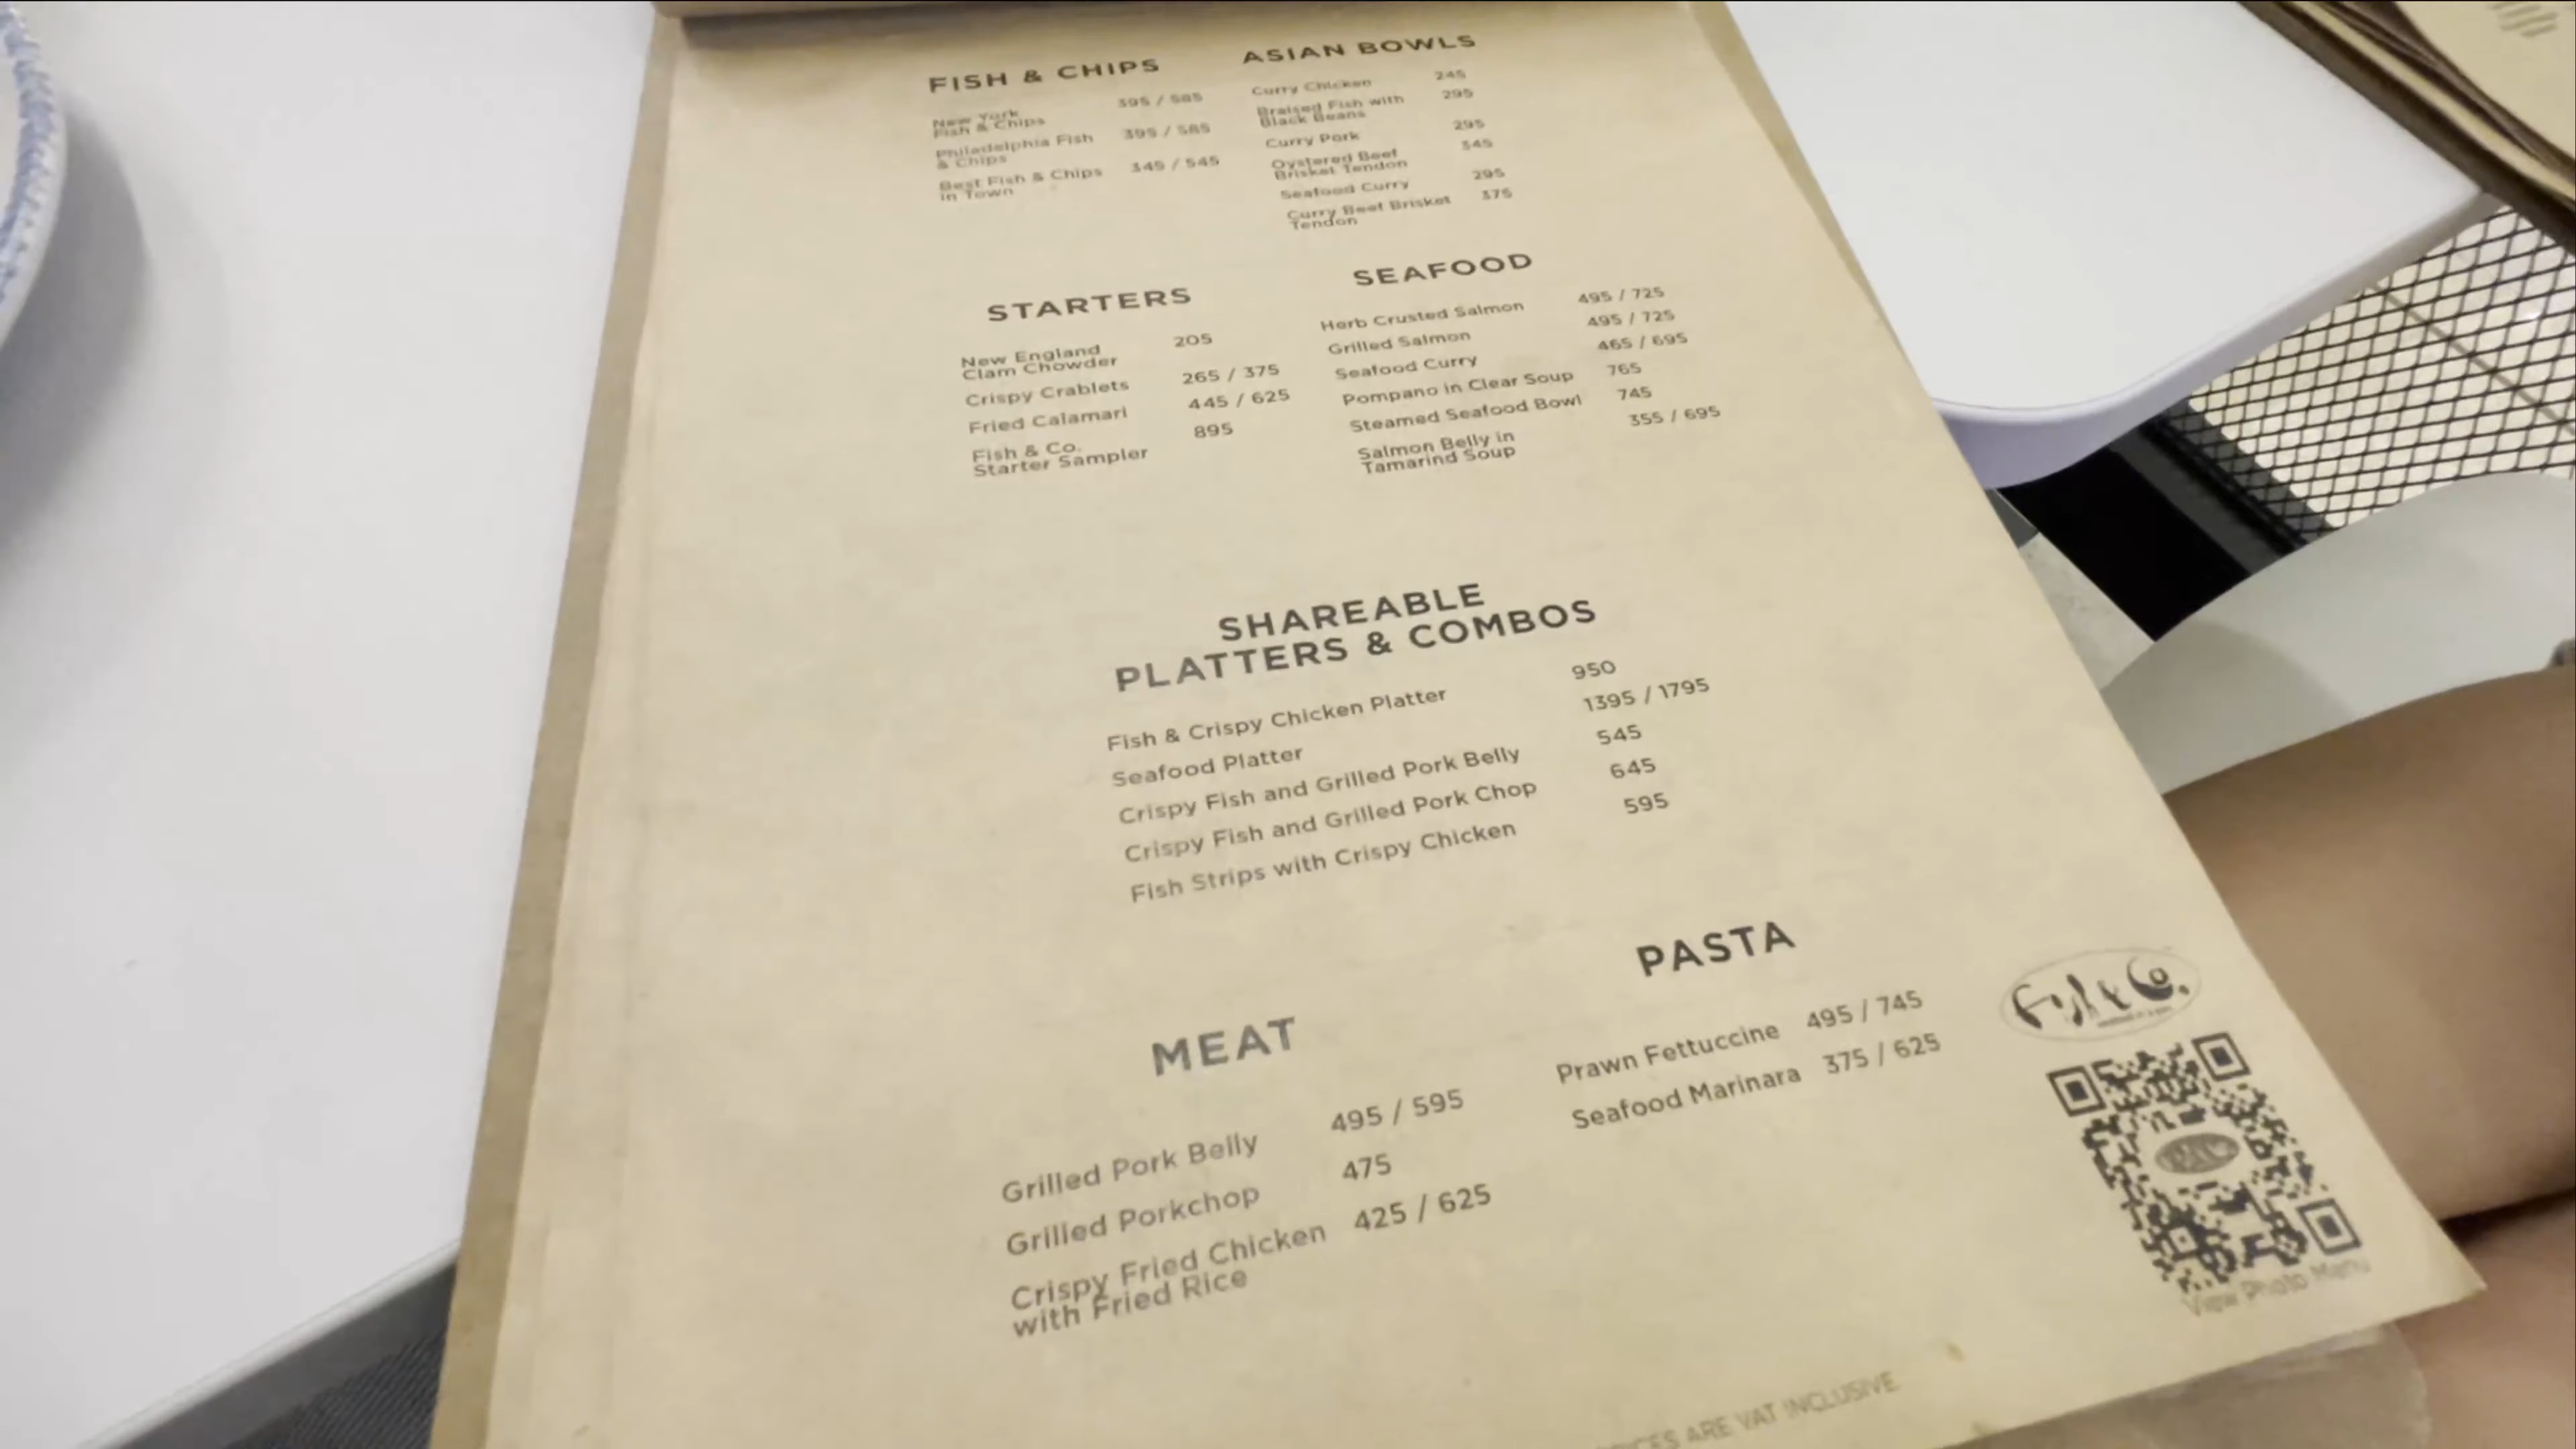 FISH & CHIPS
New York 395 / 585
Fish & Chips
Philadelphia Fish 395 / 585
& Chips
Best Fish & Chips 345 / 545
in Town
ASIAN BOWLS
Curry Chicken 245
Braised Fish with 295
Black Beans
Curry Pork 295
Oystered Beef 345
Brisket Tendon
Seafood Curry 295
Curry Beef Brisket 375
Tendon
STARTERS
New England 205
Clam Chowder
Crispy Crablets 265 / 375
Fried Calamari 445 / 625
Fish & Co. 895
Starter Sampler
SEAFOOD
Herb Crusted Salmon 495 / 725
Grilled Salmon 495 / 725
Seafood Curry 465 / 695
Pompano in Clear Soup 765
Steamed Seafood Bowl 745
Salmon Belly in 355 / 695
Tamarind Soup
SHAREABLE
PLATTERS & COMBOS
Fish & Crispy Chicken Platter 950
Seafood Platter 1395 / 1795
Crispy Fish and Grilled Pork Belly 545
Crispy Fish and Grilled Pork Chop 645
Fish Strips with Crispy Chicken 595
MEAT
Grilled Pork Belly 495 / 595
Grilled Porkchop 475
Crispy Fried Chicken 425 / 625
with Fried Rice
PASTA
Prawn Fettuccine 495 / 745
Seafood Marinara 375 / 625
Fish & Co.
View Photo Menu
ARE VAT INCLUSIVE